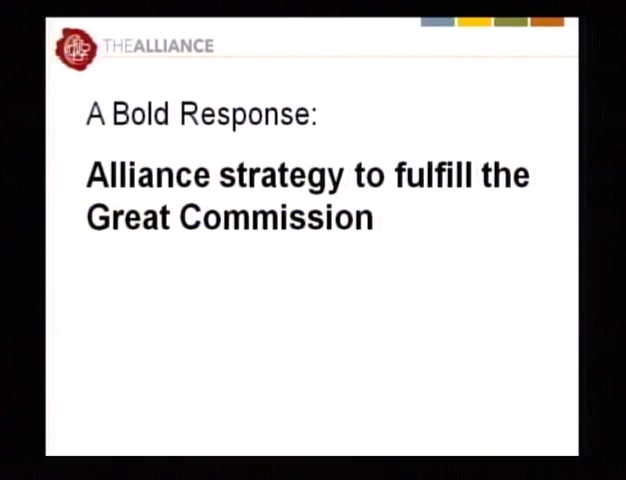 THEALLIANCE
A Bold Response:
Alliance strategy to fulfill the
Great Commission